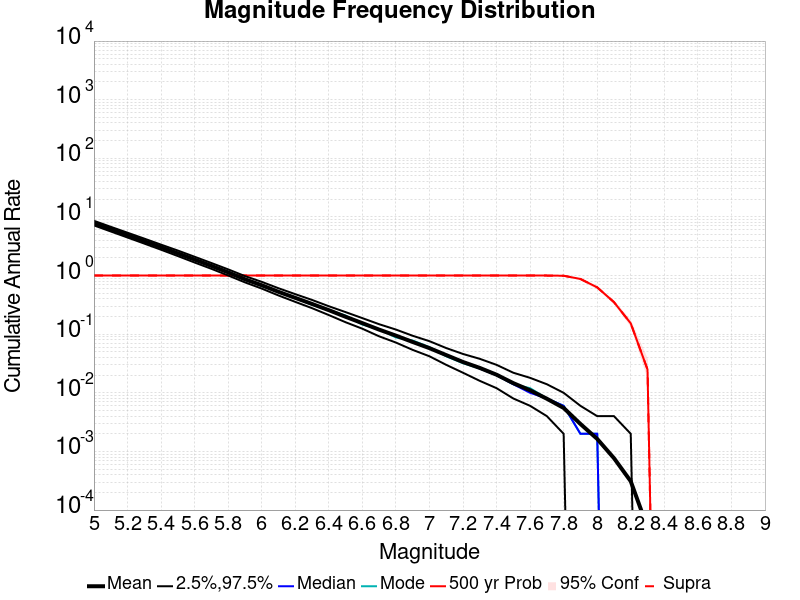 Magnitude Frequency Distribution
10 4
10 3
10 2
10 1
10 0
10 -1
10 -2
10 -3
10 -4
Cumulative Annual Rate
5 5.2 5.4 5.6 5.8 6 6.2 6.4 6.6 6.8 7 7.2 7.4 7.6 7.8 8 8.2 8.4 8.6 8.8 9
Magnitude
Mean 2.5%,97.5% Median Mode 500 yr Prob 95% Conf Supra